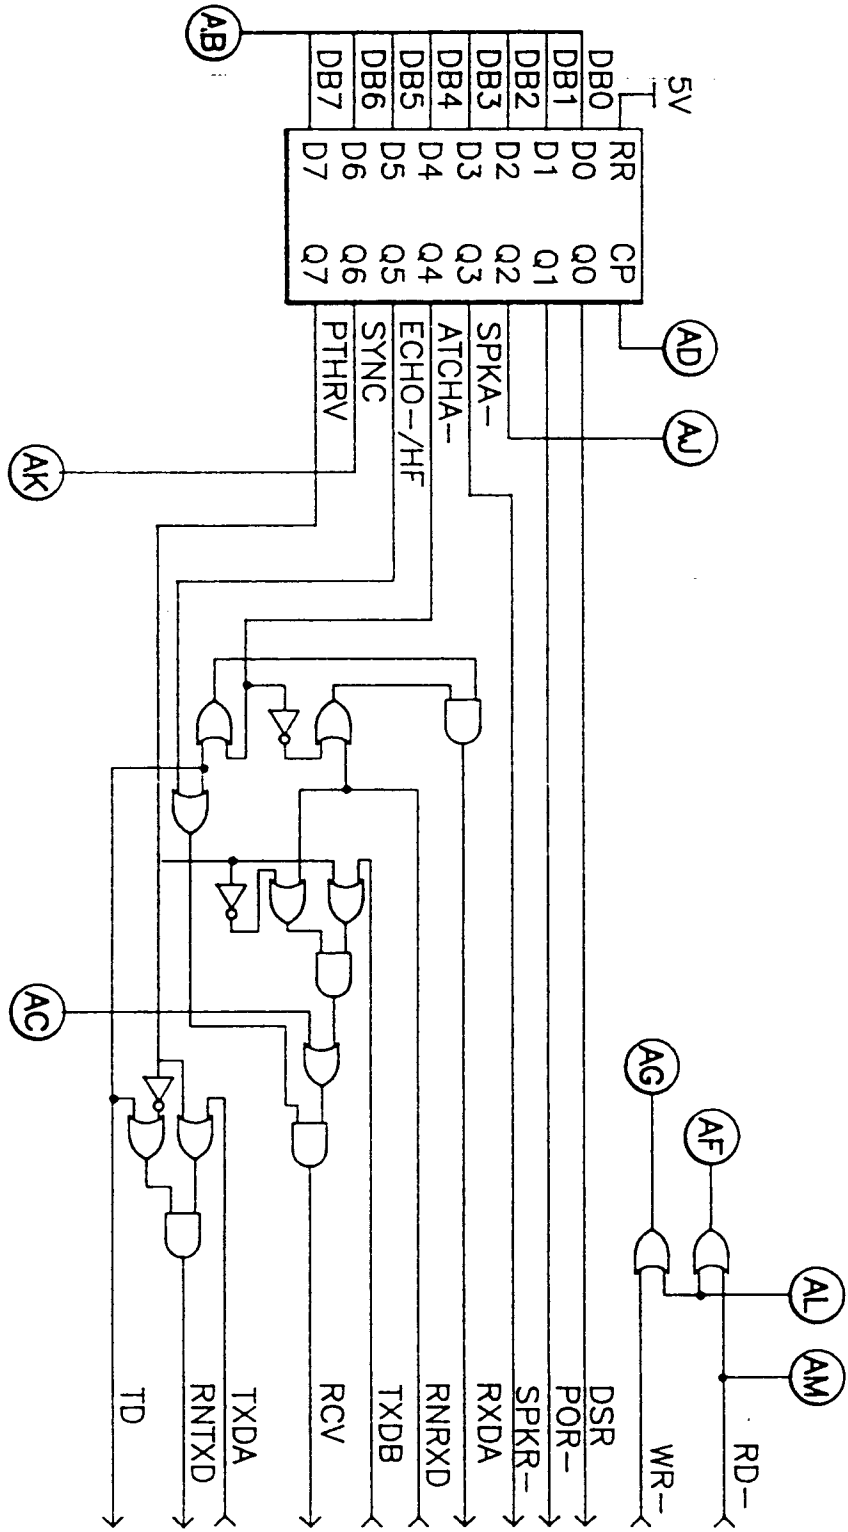 AB
DB7
DB6
DB5
DB4
DB3
DB2
DB1
DB0
5V
D7
D6
D5
D4
D3
D2
D1
D0
RR
Q7
Q6
Q5
Q4
Q3
Q2
Q1
Q0
CP
PTHRV
SYNC
ECHO-/HF
ATCHA-
SPKA-
AD
AJ
AK
AC
AG
AF
AL
AM
TD
RNTXD
TXDA
RCV
TXDB
RNRXD
RXDA
SPKR-
POR-
DSR
WR-
RD-